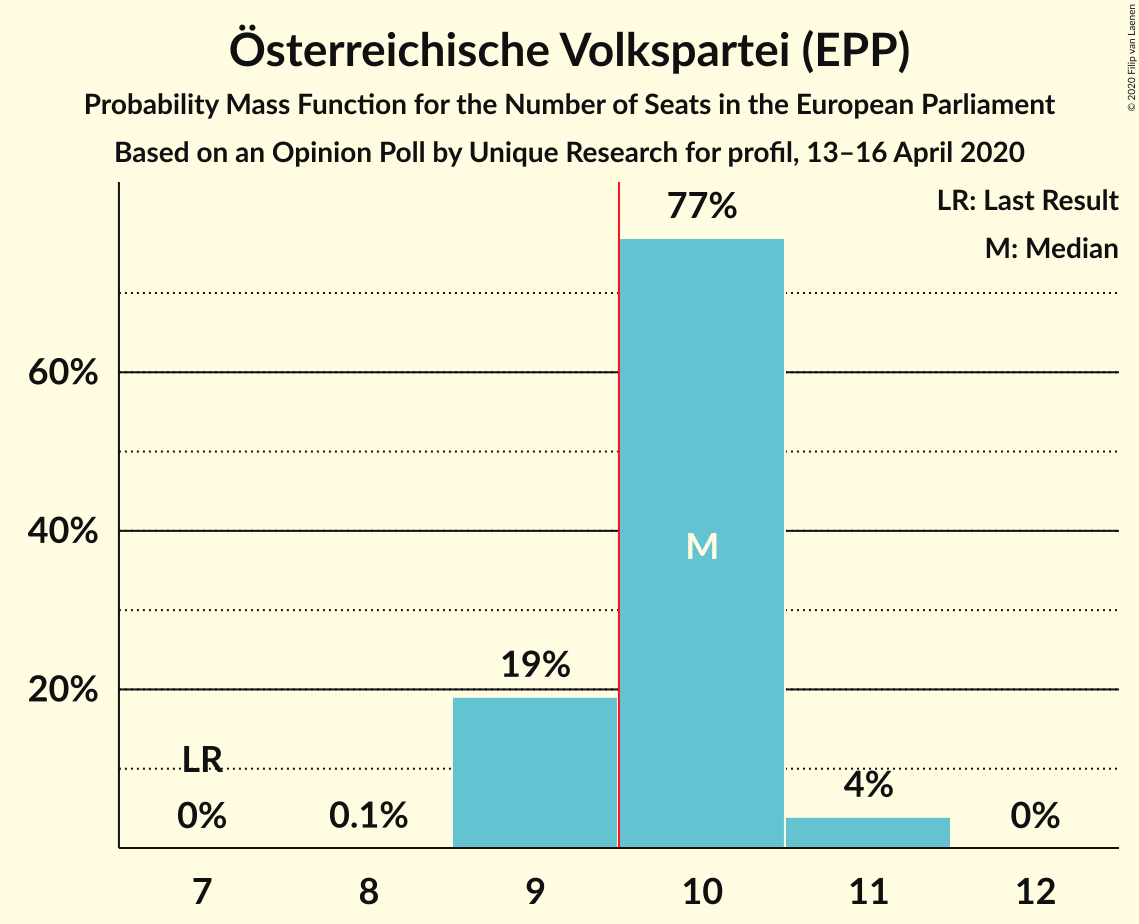 Österreichische Volkspartei (EPP)
Probability Mass Function for the Number of Seats in the European Parliament
Based on an Opinion Poll by Unique Research for profil, 13–16 April 2020
© 2020 Filip van Laenen
LR: Last Result
M: Median
77%
60%
40%
M
19%
20%
LR
4%
0%
0.1%
0%
7
8
9
10
11
12